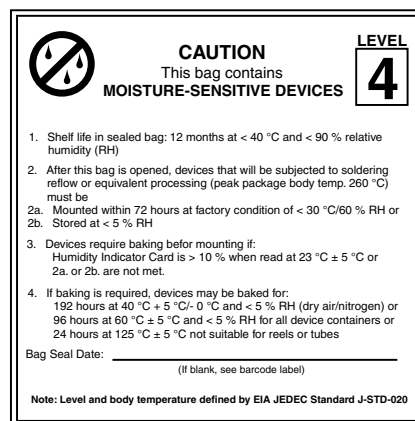 CAUTION
This bag contains
MOISTURE-SENSITIVE DEVICES
LEVEL
4
1. Shelf life in sealed bag: 12 months at < 40 °C and < 90 % relative
humidity (RH)
2. After this bag is opened, devices that will be subjected to soldering
reflow or equivalent processing (peak package body temp. 260 °C)
must be
2a. Mounted within 72 hours at factory condition of < 30 °C/60 % RH or
2b. Stored at < 5 % RH
3. Devices require baking befor mounting if:
Humidity Indicator Card is > 10 % when read at 23 °C ± 5 °C or
2a. or 2b. are not met.
4. If baking is required, devices may be baked for:
192 hours at 40 °C + 5 °C/- 0 °C and < 5 % RH (dry air/nitrogen) or
96 hours at 60 °C ± 5 °C and < 5 % RH for all device containers or
24 hours at 125 °C ± 5 °C not suitable for reels or tubes
Bag Seal Date:
(If blank, see barcode label)
Note: Level and body temperature defined by EIA JEDEC Standard J-STD-020